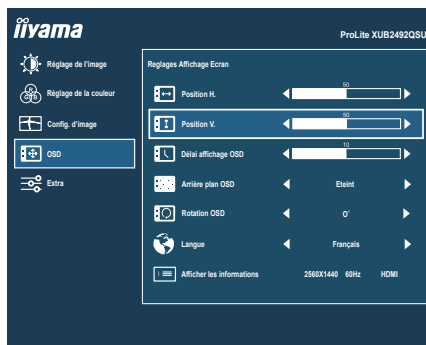 iiyama
ProLite XUB2492QSU
Réglage de l'image
Réglage de la couleur
R
G B
Config. d'image
OSD
Extra
Reglages Affichage Ecran
Position H. 50
Position V. 50
Délai affichage OSD 10
Arrière plan OSD Eteint
Rotation OSD O°
Langue Français
Afficher les informations 2560X1440 60Hz HDMI